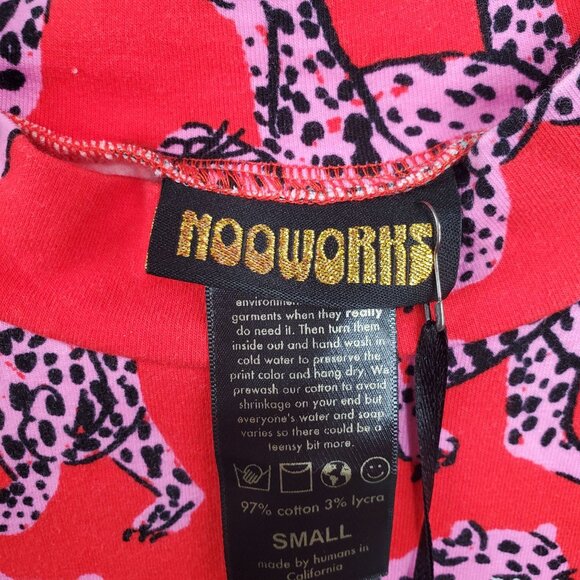 NOOWORKS
environmen
garments when they really
do need it. Then turn them
inside out and hand wash in
cold water to preserve the
print color and hang dry. We
prewash our cotton to avoid
shrinkage on your end but
everyone's water and soap
varies so there could be a
teensy bit more.
97% cotton 3% lycra
SMALL
made by humans in
California